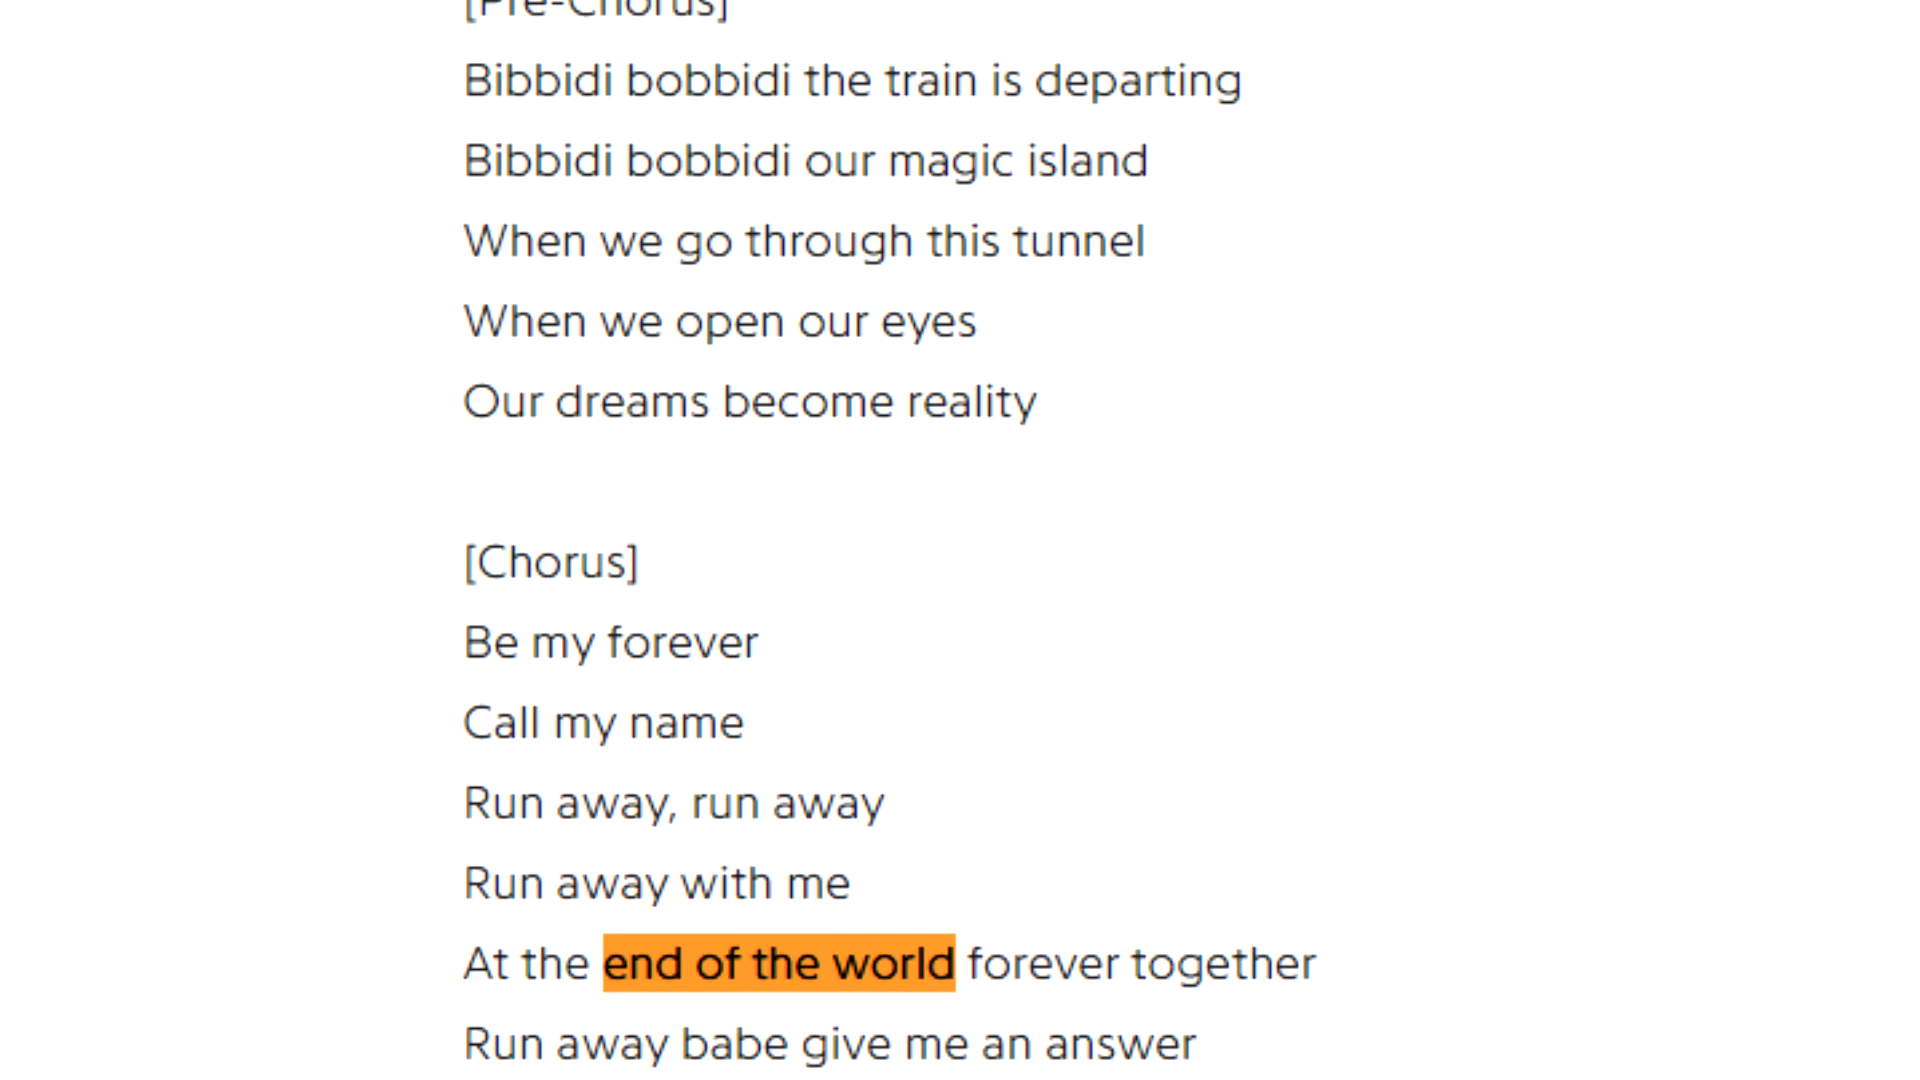 [Pre-Chorus]
Bibbidi bobbidi the train is departing
Bibbidi bobbidi our magic island
When we go through this tunnel
When we open our eyes
Our dreams become reality
[Chorus]
Be my forever
Call my name
Run away, run away
Run away with me
At the end of the world forever together
Run away babe give me an answer